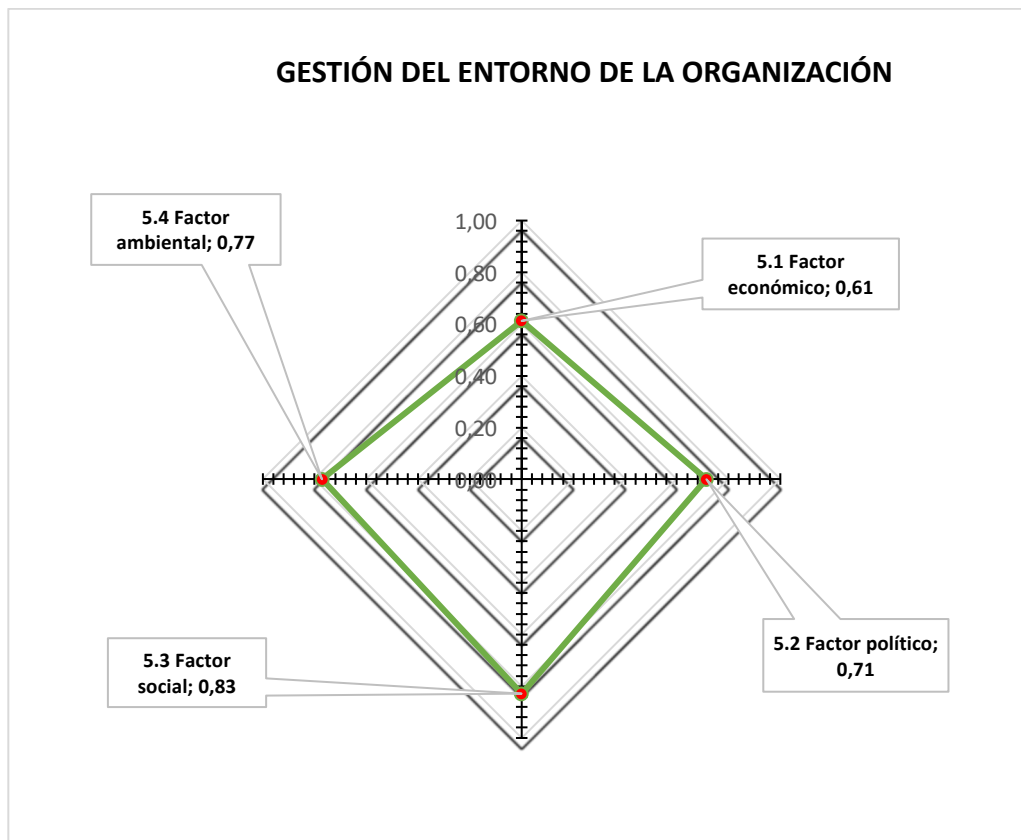 GESTIÓN DEL ENTORNO DE LA ORGANIZACIÓN
5.4 Factor
ambiental; 0,77
1,00
0,80
0,60
0,40
0,20
0,00
5.1 Factor
económico; 0,61
5.3 Factor
social; 0,83
5.2 Factor político;
0,71